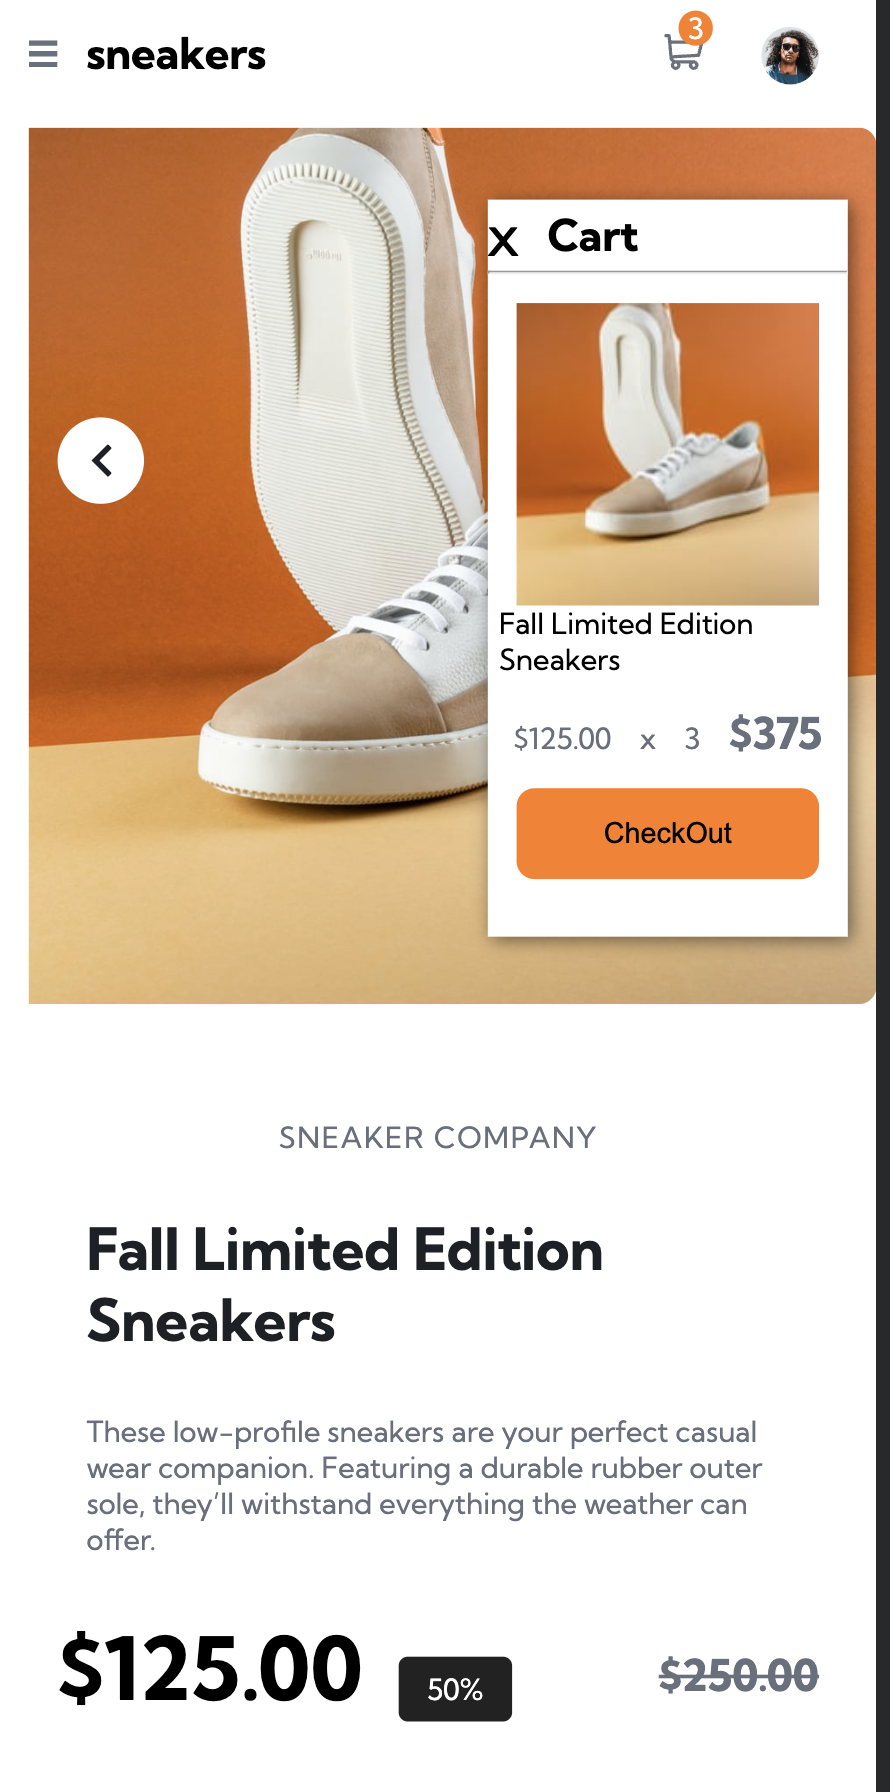 sneakers
3
x Cart
Fall Limited Edition
Sneakers
$125.00 x 3 $375
CheckOut
SNEAKER COMPANY
Fall Limited Edition
Sneakers
These low-profile sneakers are your perfect casual
wear companion. Featuring a durable rubber outer
sole, they’ll withstand everything the weather can
offer.
$125.00 50% $250.00